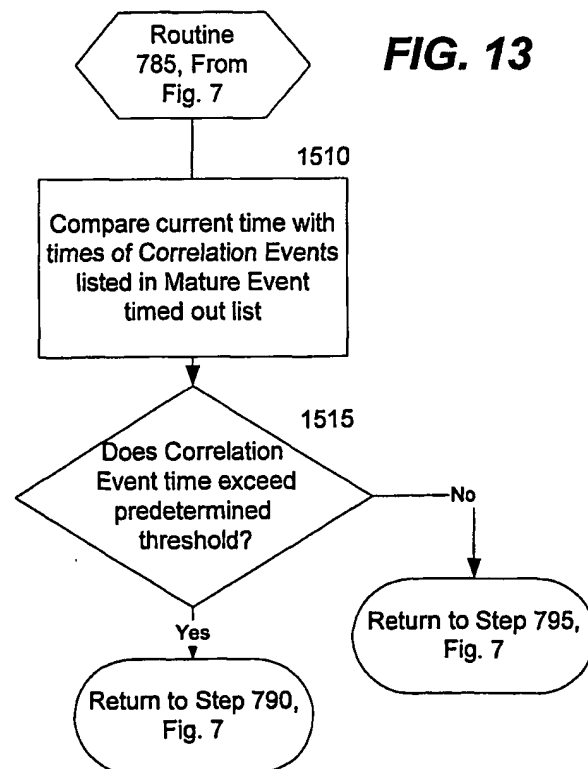 Routine
785, From
Fig. 7
FIG. 13
1510
Compare current time with
times of Correlation Events
listed in Mature Event
timed out list
1515
Does Correlation
Event time exceed
predetermined
threshold?
No
Yes
Return to Step 795,
Fig. 7
Return to Step 790,
Fig. 7